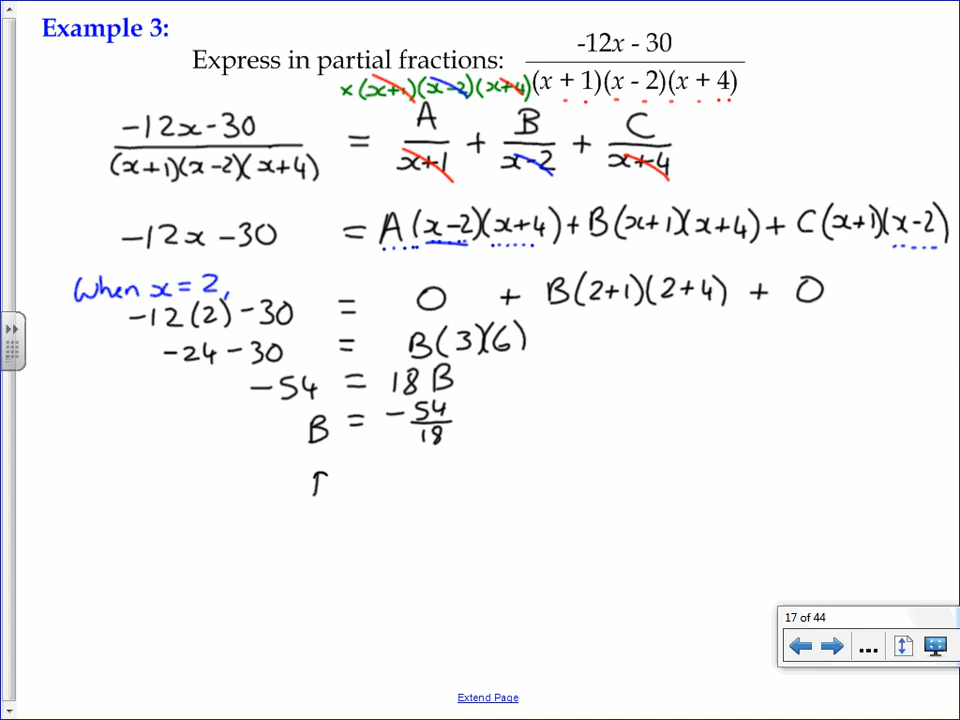 Example 3:
Express in partial fractions: -12x - 30 / (x + 1)(x - 2)(x + 4)
×(x+1)(x-2)(x+4)
-12x-30 / (x+1)(x-2)(x+4) = A / x+1 + B / x-2 + C / x+4
-12x -30 = A(x-2)(x+4) + B(x+1)(x+4) + C(x+1)(x-2)
When x = 2,
-12(2) -30 = 0 + B(2+1)(2+4) + 0
-24 -30 = B(3)(6)
-54 = 18B
B = -54/18
17 of 44
...
Extend Page